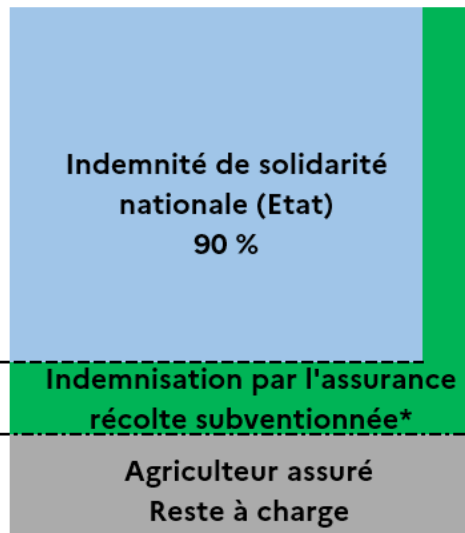 Indemnité de solidarité
nationale (Etat)
90 %
Indemnisation par l'assurance
récolte subventionnée*
Agriculteur assuré
Reste à charge